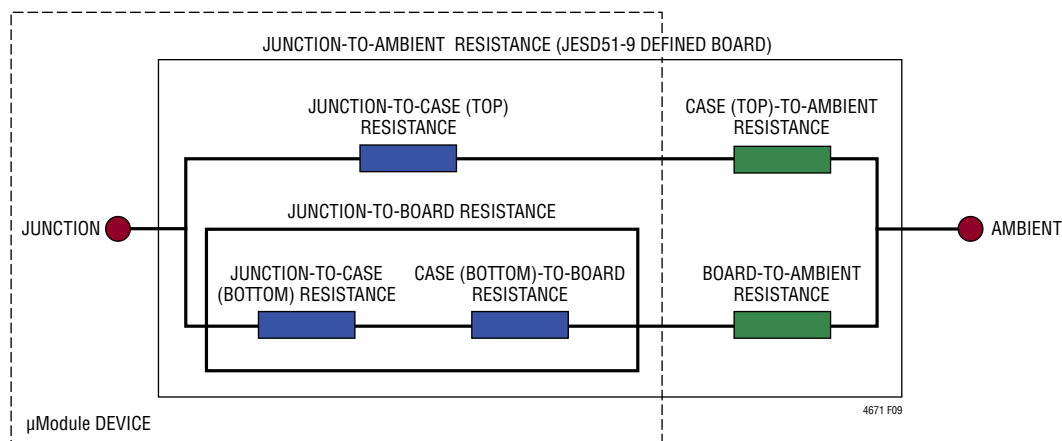 JUNCTION-TO-AMBIENT RESISTANCE (JESD51-9 DEFINED BOARD)
JUNCTION-TO-CASE (TOP)
RESISTANCE
CASE (TOP)-TO-AMBIENT
RESISTANCE
JUNCTION-TO-BOARD RESISTANCE
JUNCTION
AMBIENT
JUNCTION-TO-CASE
(BOTTOM) RESISTANCE
CASE (BOTTOM)-TO-BOARD
RESISTANCE
BOARD-TO-AMBIENT
RESISTANCE
4671 F09
µModule DEVICE